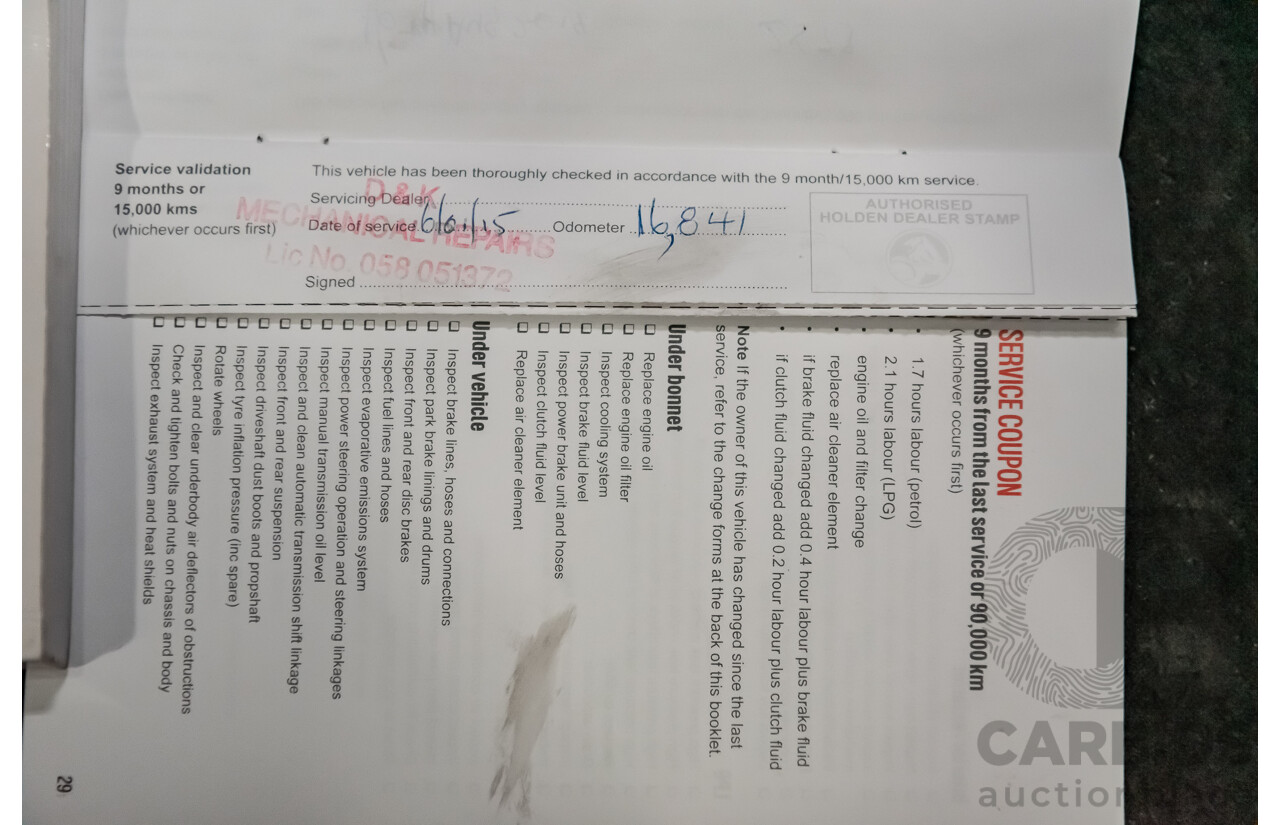 Service validation
9 months or
15,000 kms
(whichever occurs first)
This vehicle has been thoroughly checked in accordance with the 9 month/15,000 km service.
Servicing Dealer
Date of service 6/01/15 Odometer 16,841
Signed
D & K
MECHANICAL REPAIRS
Lic No. 058 051372
AUTHORISED
HOLDEN DEALER STAMP
SERVICE COUPON
9 months from the last service or 90,000 km
(whichever occurs first)
• 1.7 hours labour (petrol)
• 2.1 hours labour (LPG)
• engine oil and filter change
• replace air cleaner element
• if brake fluid changed add 0.4 hour labour plus brake fluid
• if clutch fluid changed add 0.2 hour labour plus clutch fluid
Note If the owner of this vehicle has changed since the last
service, refer to the change forms at the back of this booklet.
Under bonnet
Replace engine oil
Replace engine oil filter
Inspect cooling system
Inspect brake fluid level
Inspect power brake unit and hoses
Inspect clutch fluid level
Replace air cleaner element
Under vehicle
Inspect brake lines, hoses and connections
Inspect park brake linings and drums
Inspect front and rear disc brakes
Inspect fuel lines and hoses
Inspect evaporative emissions system
Inspect power steering operation and steering linkages
Inspect manual transmission oil level
Inspect and clean automatic transmission shift linkage
Inspect front and rear suspension
Inspect driveshaft dust boots and propshaft
Inspect tyre inflation pressure (inc spare)
Rotate wheels
Inspect and clear underbody air deflectors of obstructions
Check and tighten bolts and nuts on chassis and body
Inspect exhaust system and heat shields
29